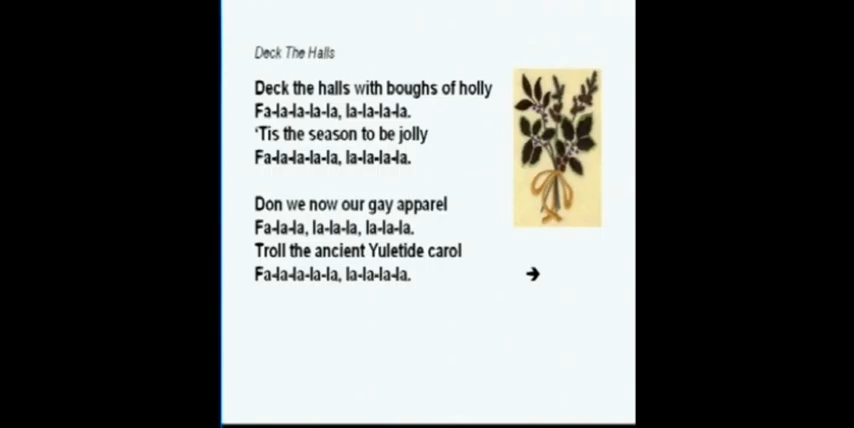 Deck The Halls
Deck the halls with boughs of holly
Fa-la-la-la-la, la-la-la-la.
‘Tis the season to be jolly
Fa-la-la-la-la, la-la-la-la.
Don we now our gay apparel
Fa-la-la, la-la-la, la-la-la.
Troll the ancient Yuletide carol
Fa-la-la-la-la, la-la-la-la.